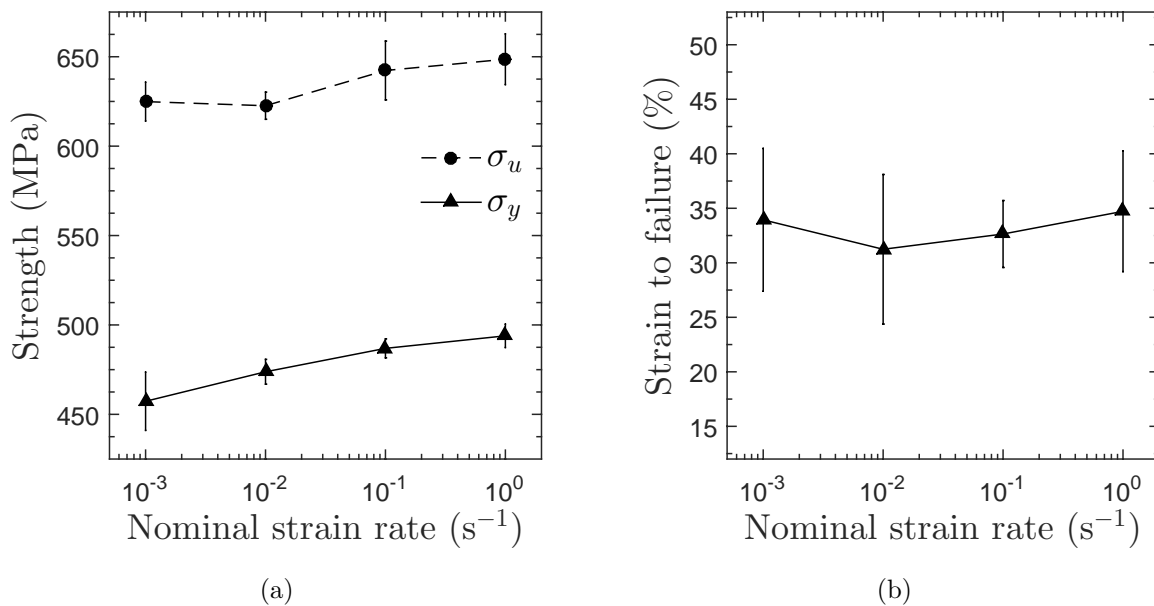 Strength (MPa)
650
600
550
500
450
σ_u
σ_y
10⁻³ 10⁻² 10⁻¹ 10⁰
Nominal strain rate (s⁻¹)
(a)
Strain to failure (%)
50
45
40
35
30
25
20
15
10⁻³ 10⁻² 10⁻¹ 10⁰
Nominal strain rate (s⁻¹)
(b)